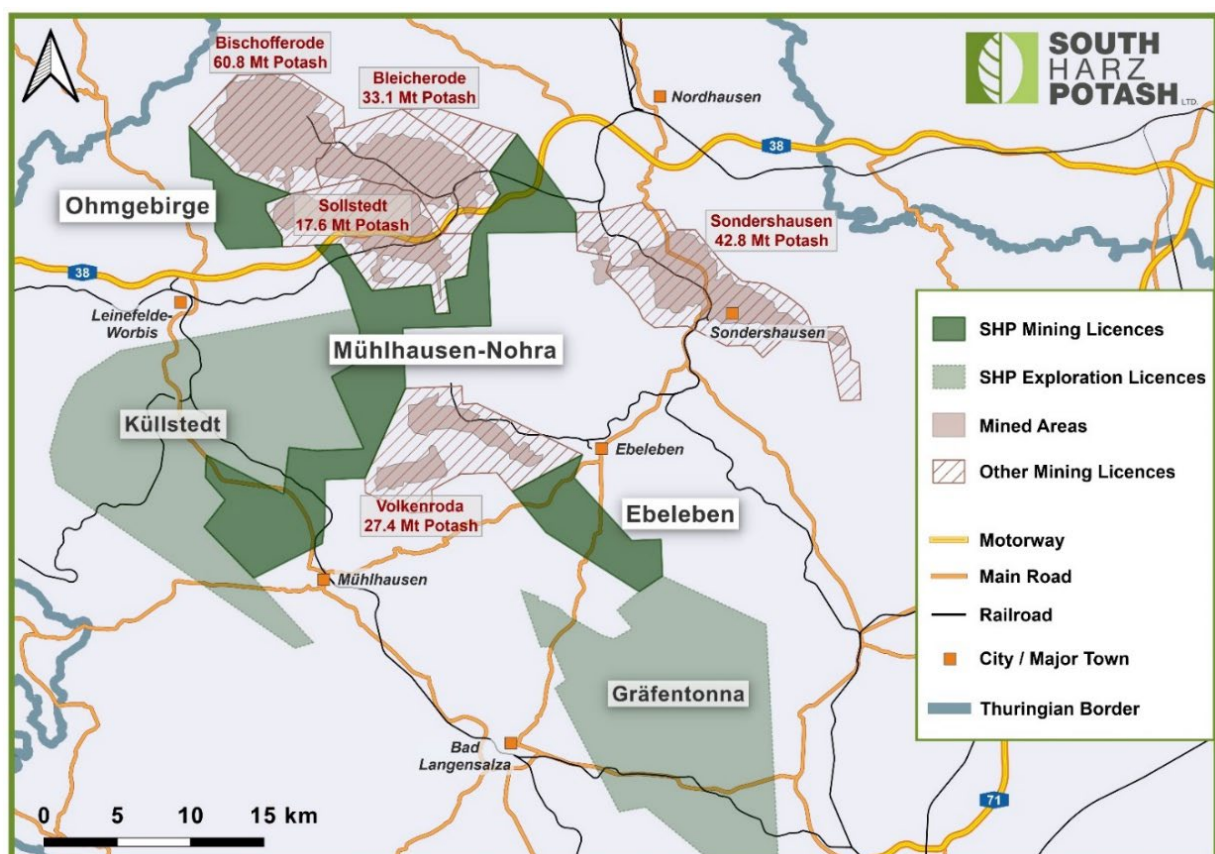 Bischofferode
60.8 Mt Potash
Bleicherode
33.1 Mt Potash
SOUTH
HARZ
POTASH LTD.
Nordhausen
38
Ohmgebirge
Sollstedt
17.6 Mt Potash
Sondershausen
42.8 Mt Potash
38
Leinefelde-
Worbis
Sondershausen
Mühlhausen-Nohra
Küllstedt
Ebeleben
Volkenroda
27.4 Mt Potash
Ebeleben
Mühlhausen
Gräfentonna
Bad
Langensalza
SHP Mining Licences
SHP Exploration Licences
Mined Areas
Other Mining Licences
Motorway
Main Road
Railroad
City / Major Town
Thuringian Border
71
0 5 10 15 km